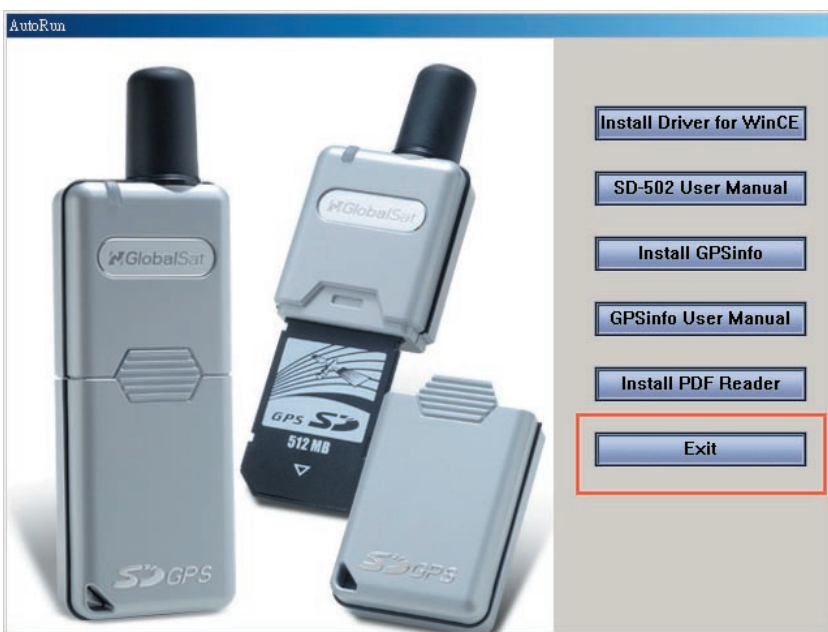 AutoRun
GlobalSat
SD GPS
GlobalSat
GPS SD
512 MB
SD GPS
Install Driver for WinCE
SD-502 User Manual
Install GPSinfo
GPSinfo User Manual
Install PDF Reader
Exit